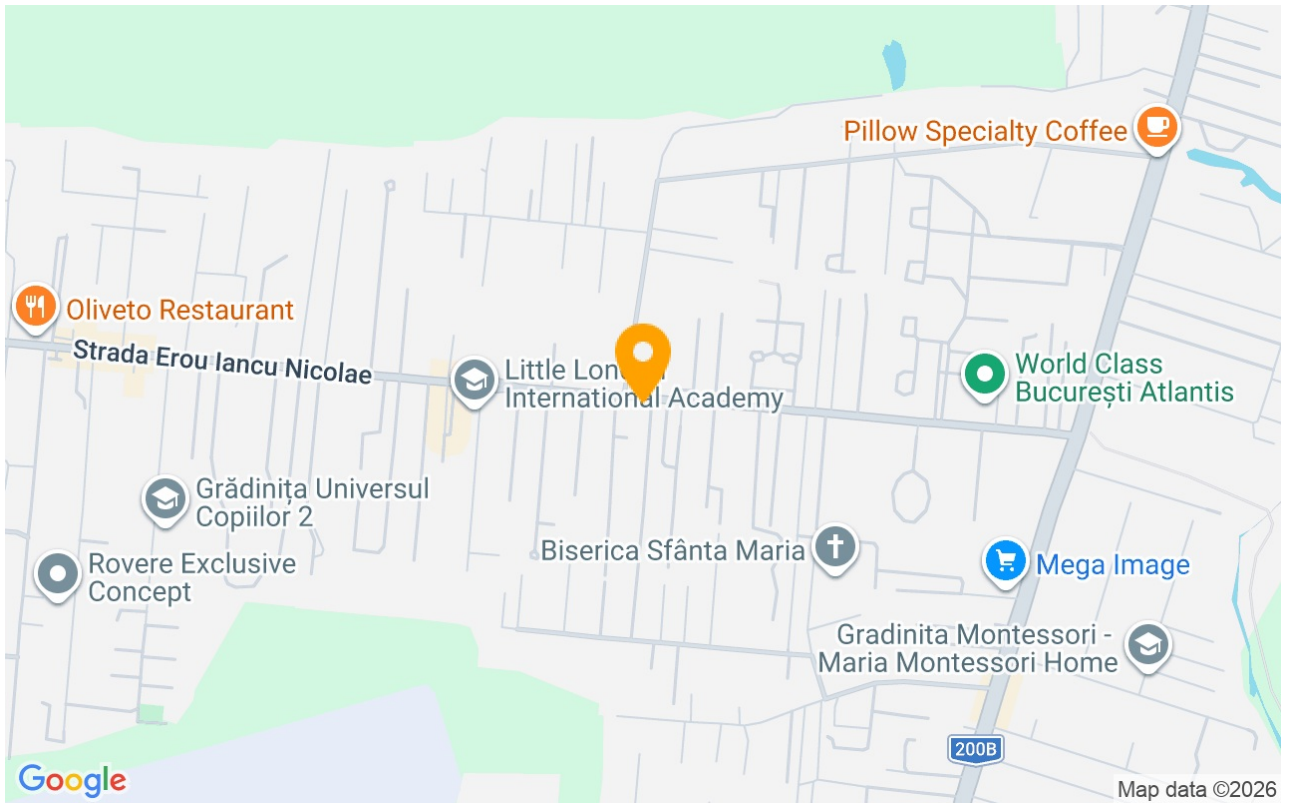 Pillow Specialty Coffee
Oliveto Restaurant
Strada Erou Iancu Nicolae
Little
International Academy
World Class
București Atlantis
Grădinița Universul
Copiilor 2
Biserica Sfânta Maria
Rovere Exclusive
Concept
Mega Image
Gradinita Montessori -
Maria Montessori Home
200B
Google
Map data ©2026